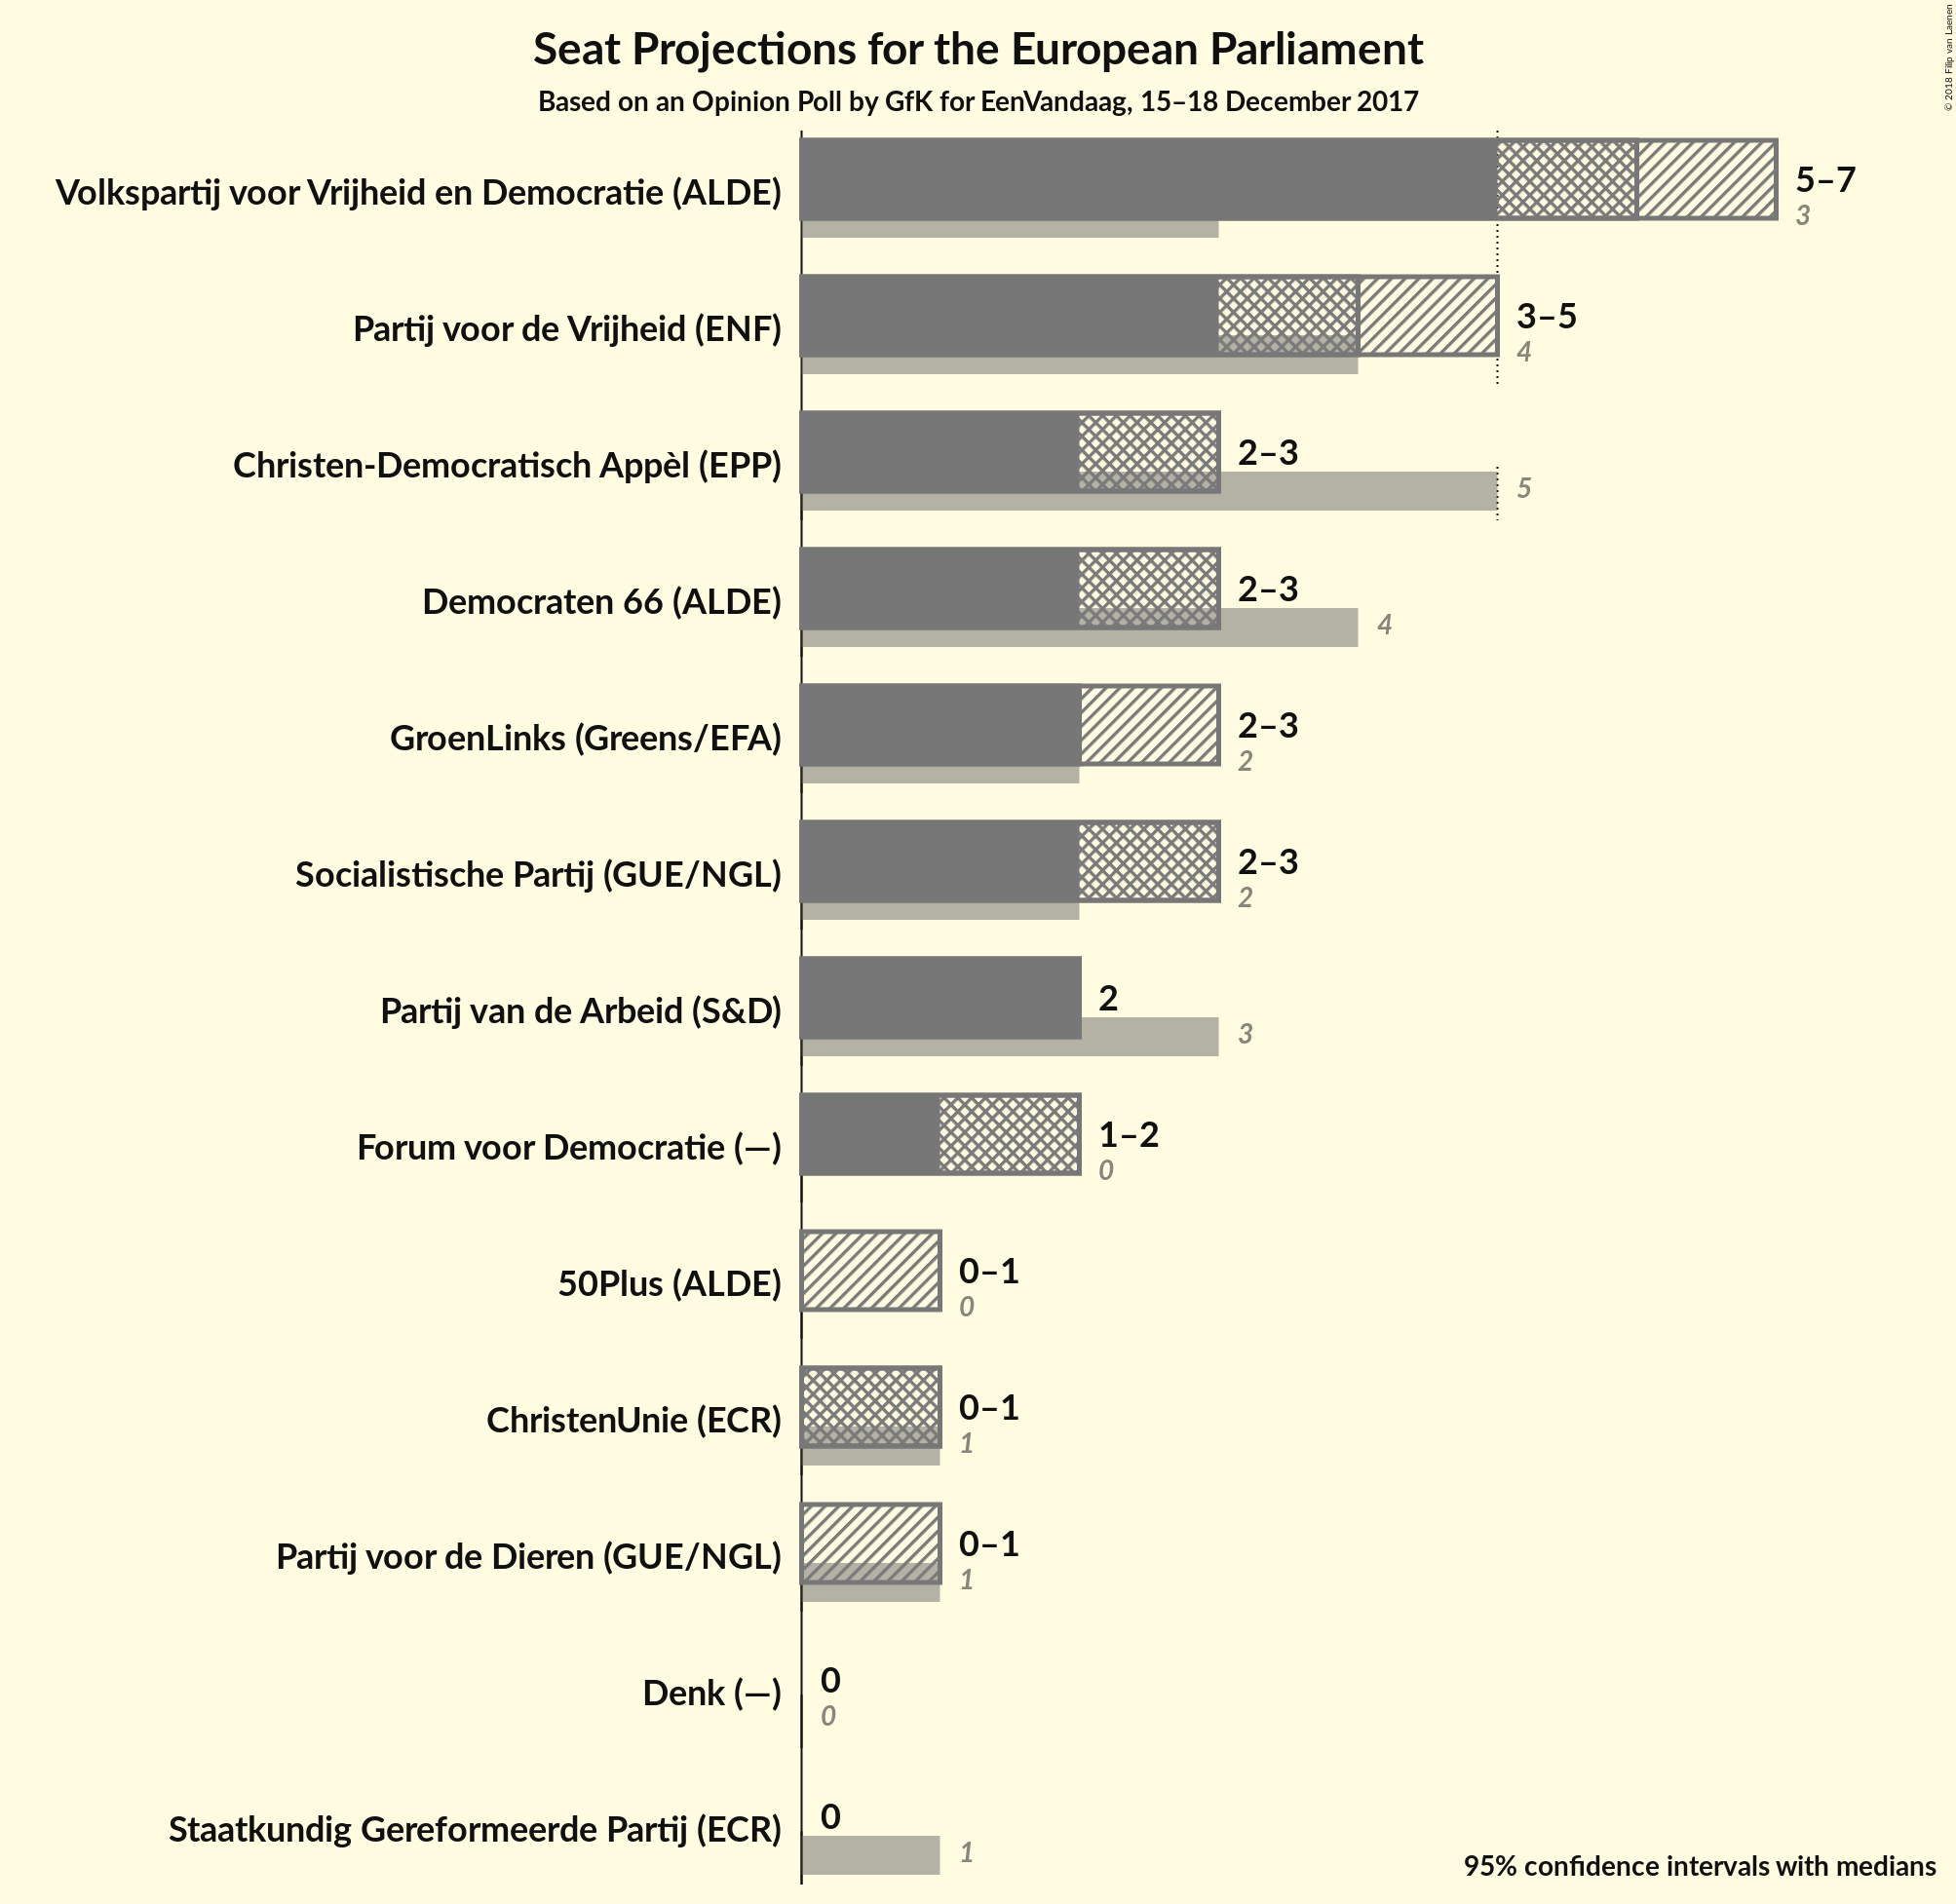 Seat Projections for the European Parliament
Based on an Opinion Poll by GfK for EenVandaag, 15–18 December 2017
© 2018 Filip van Laenen
Volkspartij voor Vrijheid en Democratie (ALDE)
5–7
3
Partij voor de Vrijheid (ENF)
3–5
4
Christen-Democratisch Appèl (EPP)
2–3
5
Democraten 66 (ALDE)
2–3
4
GroenLinks (Greens/EFA)
2–3
2
Socialistische Partij (GUE/NGL)
2–3
2
Partij van de Arbeid (S&D)
2
3
Forum voor Democratie (—)
1–2
0
50Plus (ALDE)
0–1
0
ChristenUnie (ECR)
0–1
1
Partij voor de Dieren (GUE/NGL)
0–1
1
Denk (—)
0
0
Staatkundig Gereformeerde Partij (ECR)
0
1
95% confidence intervals with medians